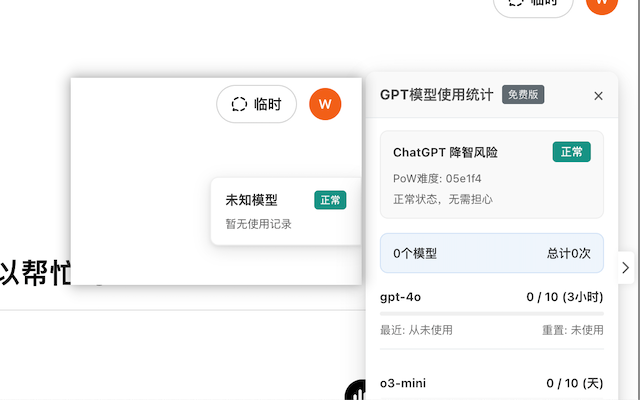 临时
W
临时
W
未知模型 正常
暂无使用记录
以帮忙
GPT模型使用统计 免费版 ×
ChatGPT 降智风险 正常
PoW难度: 05e1f4
正常状态，无需担心
0个模型 总计0次
gpt-4o 0 / 10 (3小时)
最近: 从未使用 重置: 未使用
o3-mini 0 / 10 (天)